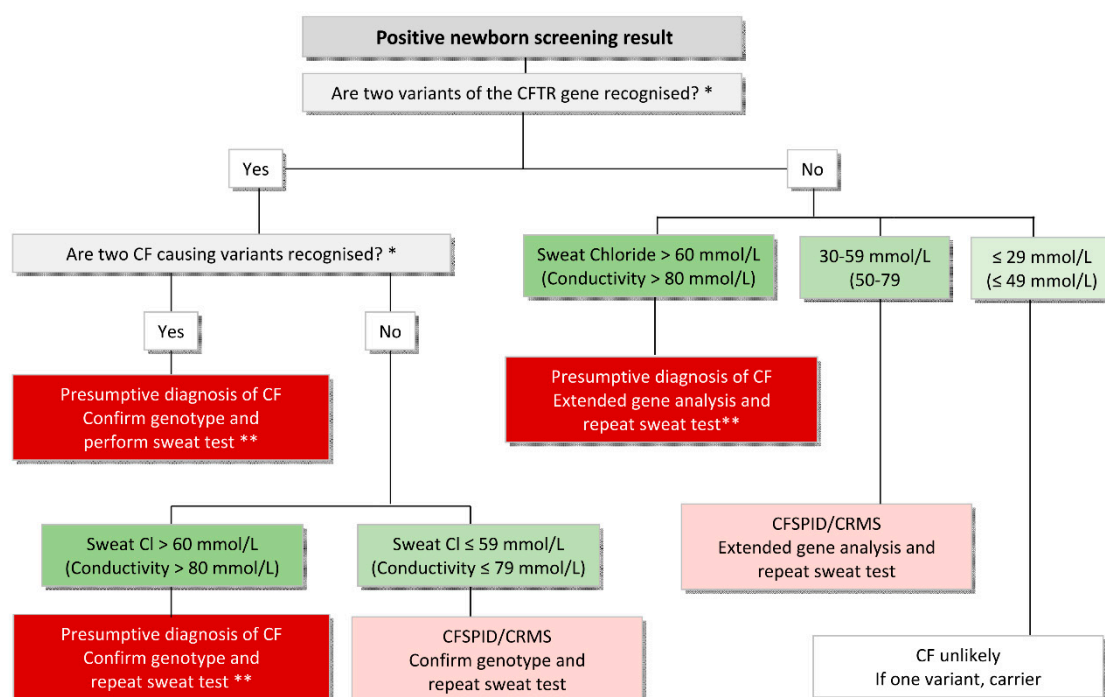 Positive newborn screening result
Are two variants of the CFTR gene recognised? *
Yes
No
Are two CF causing variants recognised? *
Sweat Chloride > 60 mmol/L
(Conductivity > 80 mmol/L)
30-59 mmol/L
(50-79
≤ 29 mmol/L
(≤ 49 mmol/L)
Yes
No
Presumptive diagnosis of CF
Confirm genotype and
perform sweat test **
Presumptive diagnosis of CF
Extended gene analysis and
repeat sweat test**
CFSPID/CRMS
Extended gene analysis and
repeat sweat test
Sweat Cl > 60 mmol/L
(Conductivity > 80 mmol/L)
Sweat Cl ≤ 59 mmol/L
(Conductivity ≤ 79 mmol/L)
Presumptive diagnosis of CF
Confirm genotype and
repeat sweat test **
CFSPID/CRMS
Confirm genotype and
repeat sweat test
CF unlikely
If one variant, carrier